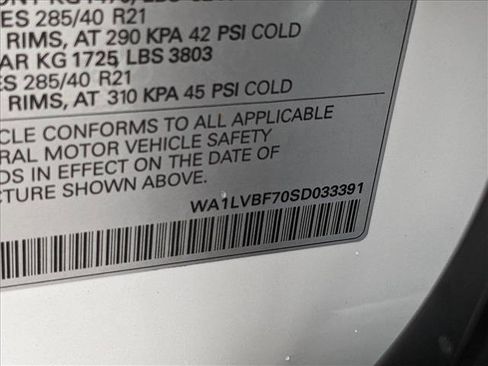 ES 285/40 R21
RIMS, AT 290 KPA 42 PSI COLD
AR KG 1725, LBS 3803
ES 285/40 R21
RIMS, AT 310 KPA 45 PSI COLD
CLE CONFORMS TO ALL APPLICABLE
ERAL MOTOR VEHICLE SAFETY
DS IN EFFECT ON THE DATE OF
CTURE SHOWN ABOVE.
WA1LVBF70SD033391